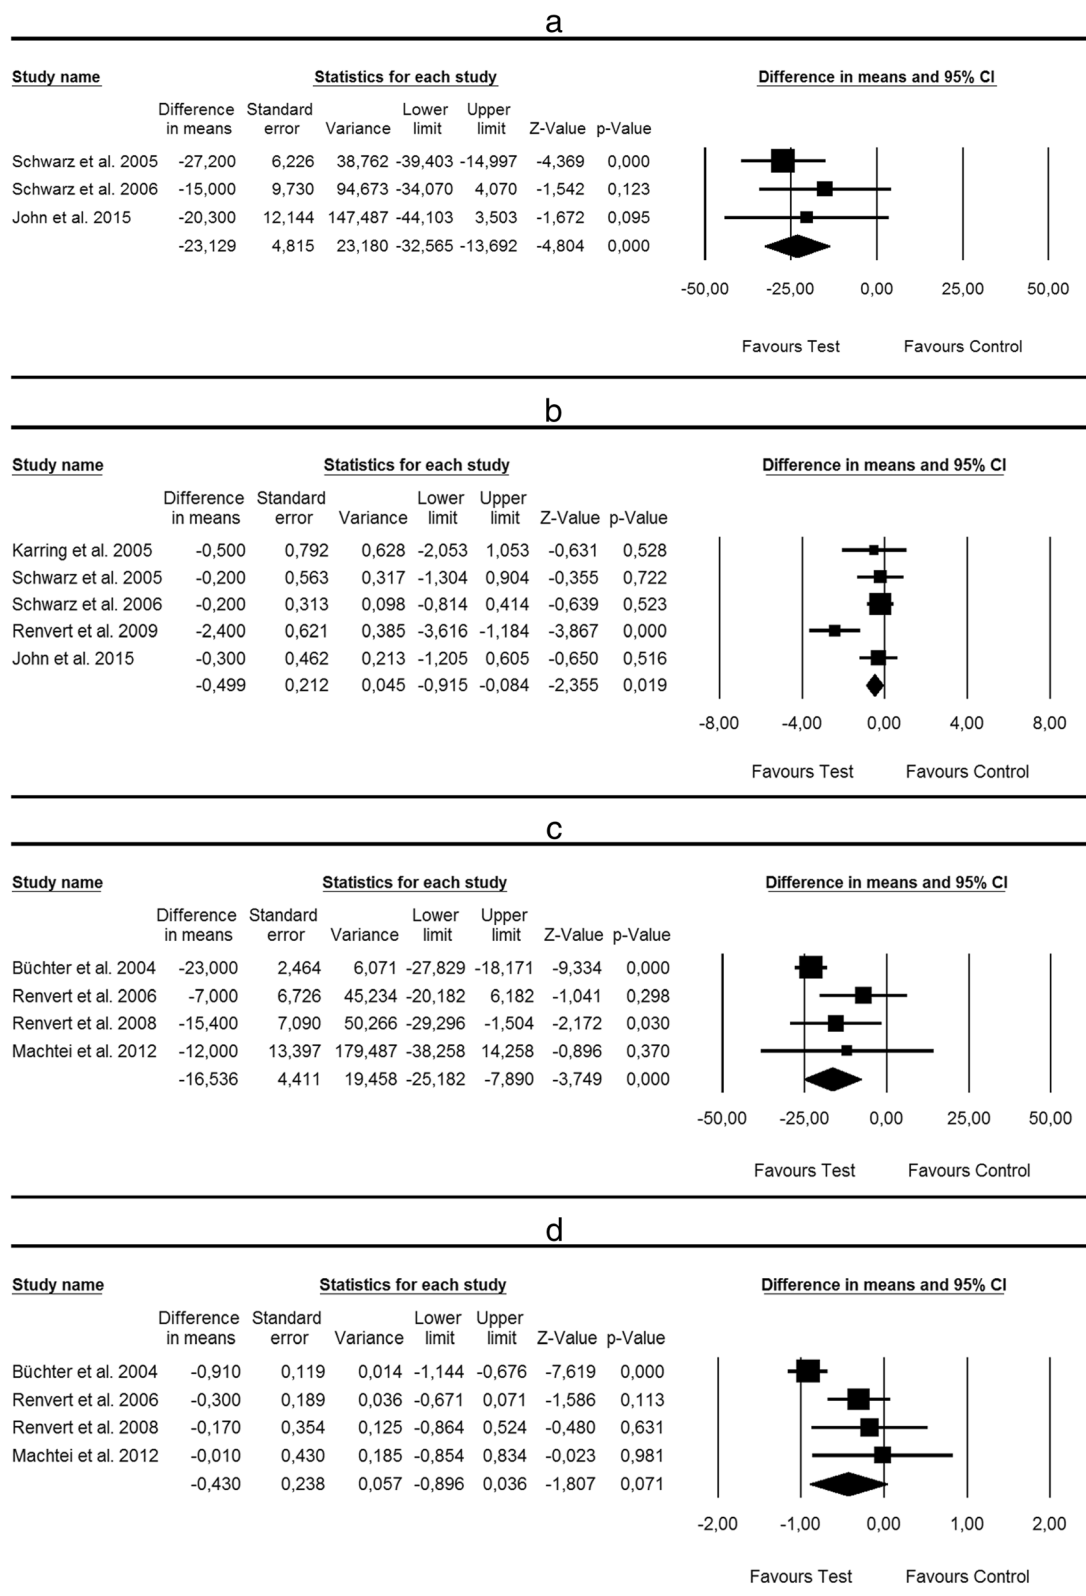 a
Study name Statistics for each study Difference in means and 95% CI
Difference Standard Lower Upper
in means error Variance limit limit Z-Value p-Value
Schwarz et al. 2005 -27,200 6,226 38,762 -39,403 -14,997 -4,369 0,000
Schwarz et al. 2006 -15,000 9,730 94,673 -34,070 4,070 -1,542 0,123
John et al. 2015 -20,300 12,144 147,487 -44,103 3,503 -1,672 0,095
-23,129 4,815 23,180 -32,565 -13,692 -4,804 0,000
-50,00 -25,00 0,00 25,00 50,00
Favours Test Favours Control
b
Study name Statistics for each study Difference in means and 95% CI
Difference Standard Lower Upper
in means error Variance limit limit Z-Value p-Value
Karring et al. 2005 -0,500 0,792 0,628 -2,053 1,053 -0,631 0,528
Schwarz et al. 2005 -0,200 0,563 0,317 -1,304 0,904 -0,355 0,722
Schwarz et al. 2006 -0,200 0,313 0,098 -0,814 0,414 -0,639 0,523
Renvert et al. 2009 -2,400 0,621 0,385 -3,616 -1,184 -3,867 0,000
John et al. 2015 -0,300 0,462 0,213 -1,205 0,605 -0,650 0,516
-0,499 0,212 0,045 -0,915 -0,084 -2,355 0,019
-8,00 -4,00 0,00 4,00 8,00
Favours Test Favours Control
c
Study name Statistics for each study Difference in means and 95% CI
Difference Standard Lower Upper
in means error Variance limit limit Z-Value p-Value
Büchter et al. 2004 -23,000 2,464 6,071 -27,829 -18,171 -9,334 0,000
Renvert et al. 2006 -7,000 6,726 45,234 -20,182 6,182 -1,041 0,298
Renvert et al. 2008 -15,400 7,090 50,266 -29,296 -1,504 -2,172 0,030
Machtei et al. 2012 -12,000 13,397 179,487 -38,258 14,258 -0,896 0,370
-16,536 4,411 19,458 -25,182 -7,890 -3,749 0,000
-50,00 -25,00 0,00 25,00 50,00
Favours Test Favours Control
d
Study name Statistics for each study Difference in means and 95% CI
Difference Standard Lower Upper
in means error Variance limit limit Z-Value p-Value
Büchter et al. 2004 -0,910 0,119 0,014 -1,144 -0,676 -7,619 0,000
Renvert et al. 2006 -0,300 0,189 0,036 -0,671 0,071 -1,586 0,113
Renvert et al. 2008 -0,170 0,354 0,125 -0,864 0,524 -0,480 0,631
Machtei et al. 2012 -0,010 0,430 0,185 -0,854 0,834 -0,023 0,981
-0,430 0,238 0,057 -0,896 0,036 -1,807 0,071
-2,00 -1,00 0,00 1,00 2,00
Favours Test Favours Control